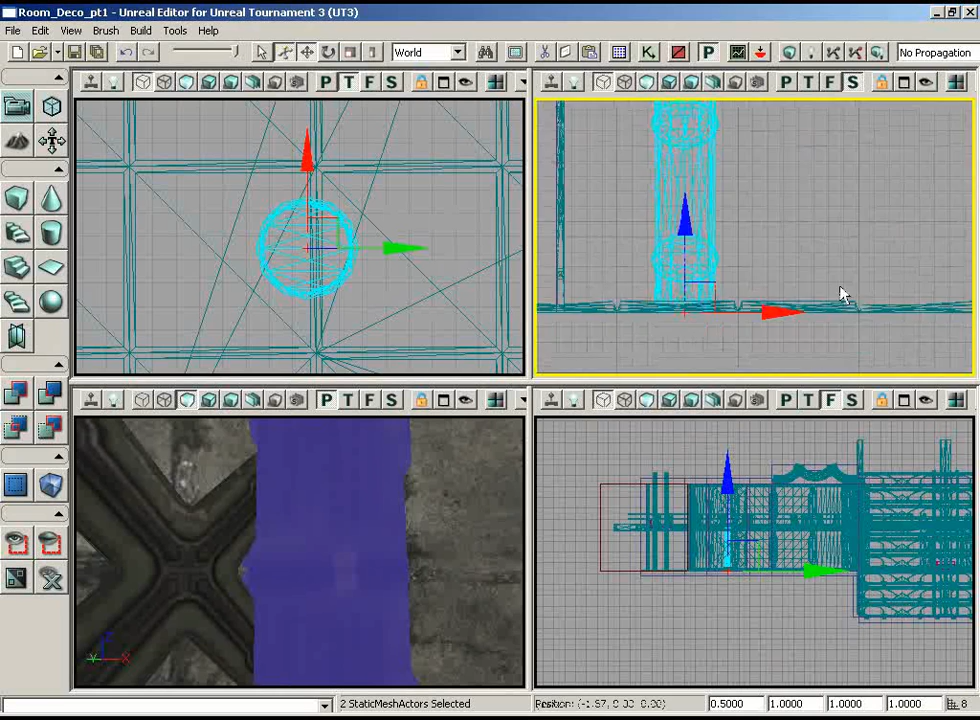 Room_Deco_pt1 - Unreal Editor for Unreal Tournament 3 (UT3)
File Edit View Brush Build Tools Help
World
P
No Propagation
P T F S
P T F S
P T F S
P T F S
Z
Y X
2 StaticMeshActors Selected
0.5000
1.0000
1.0000
1.0000
8